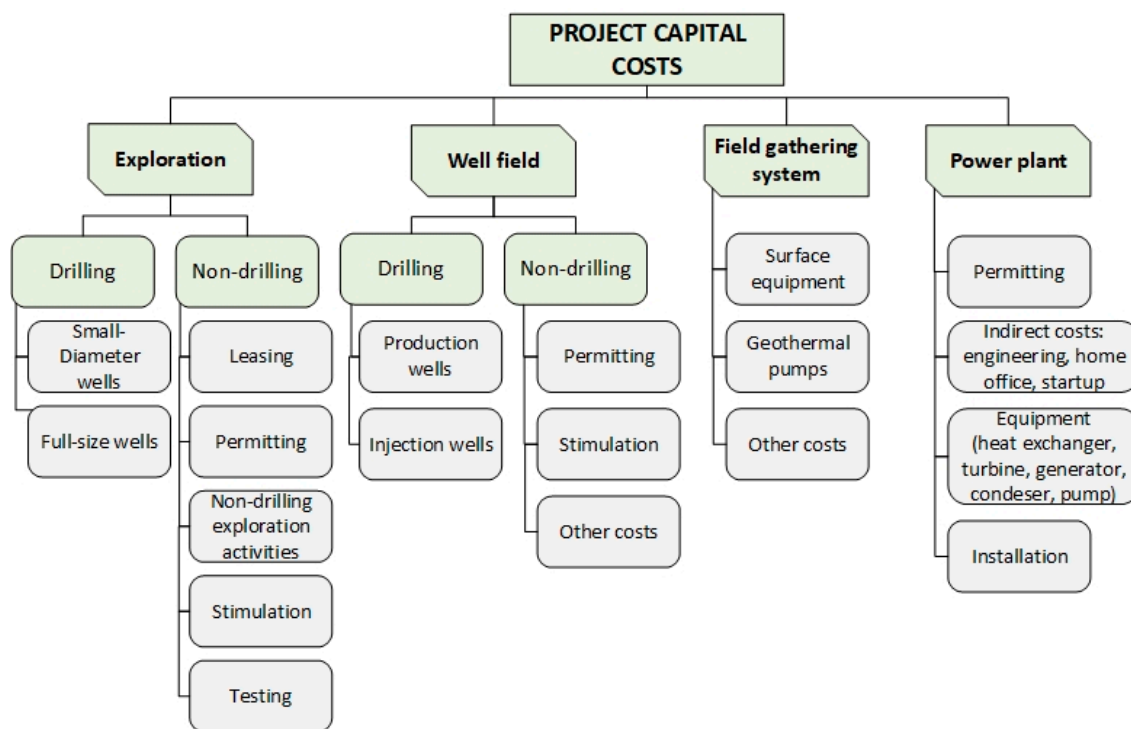 PROJECT CAPITAL
COSTS
Exploration
Well field
Field gathering
system
Power plant
Drilling
Non-drilling
Drilling
Non-drilling
Small-
Diameter
wells
Full-size wells
Leasing
Permitting
Non-drilling
exploration
activities
Stimulation
Testing
Production
wells
Injection wells
Permitting
Stimulation
Other costs
Surface
equipment
Geothermal
pumps
Other costs
Permitting
Indirect costs:
engineering, home
office, startup
Equipment
(heat exchanger,
turbine, generator,
condeser, pump)
Installation